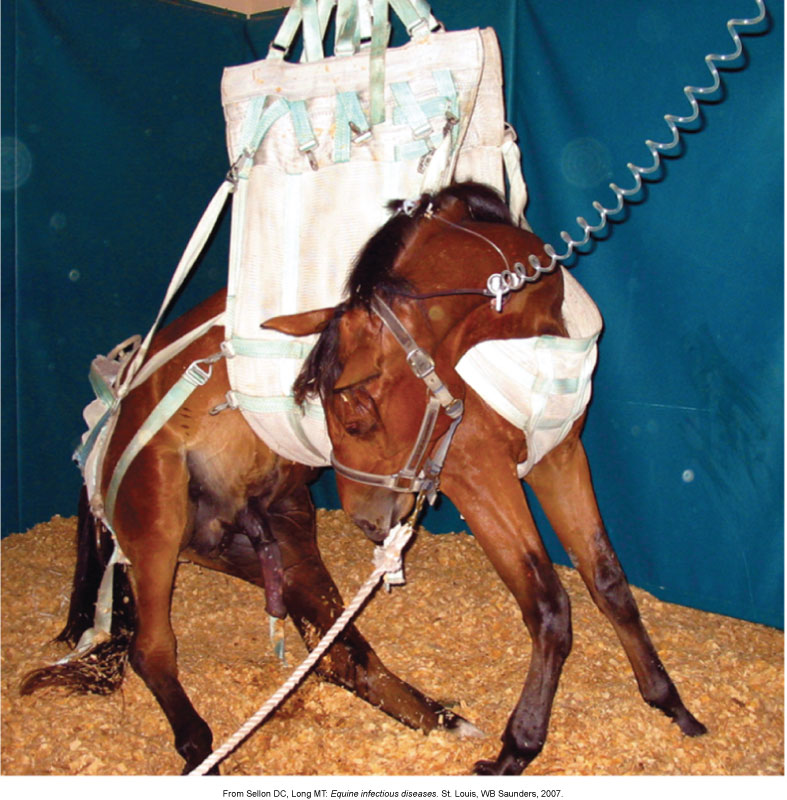 From Sellon DC, Long MT: Equine infectious diseases. St. Louis, WB Saunders, 2007.